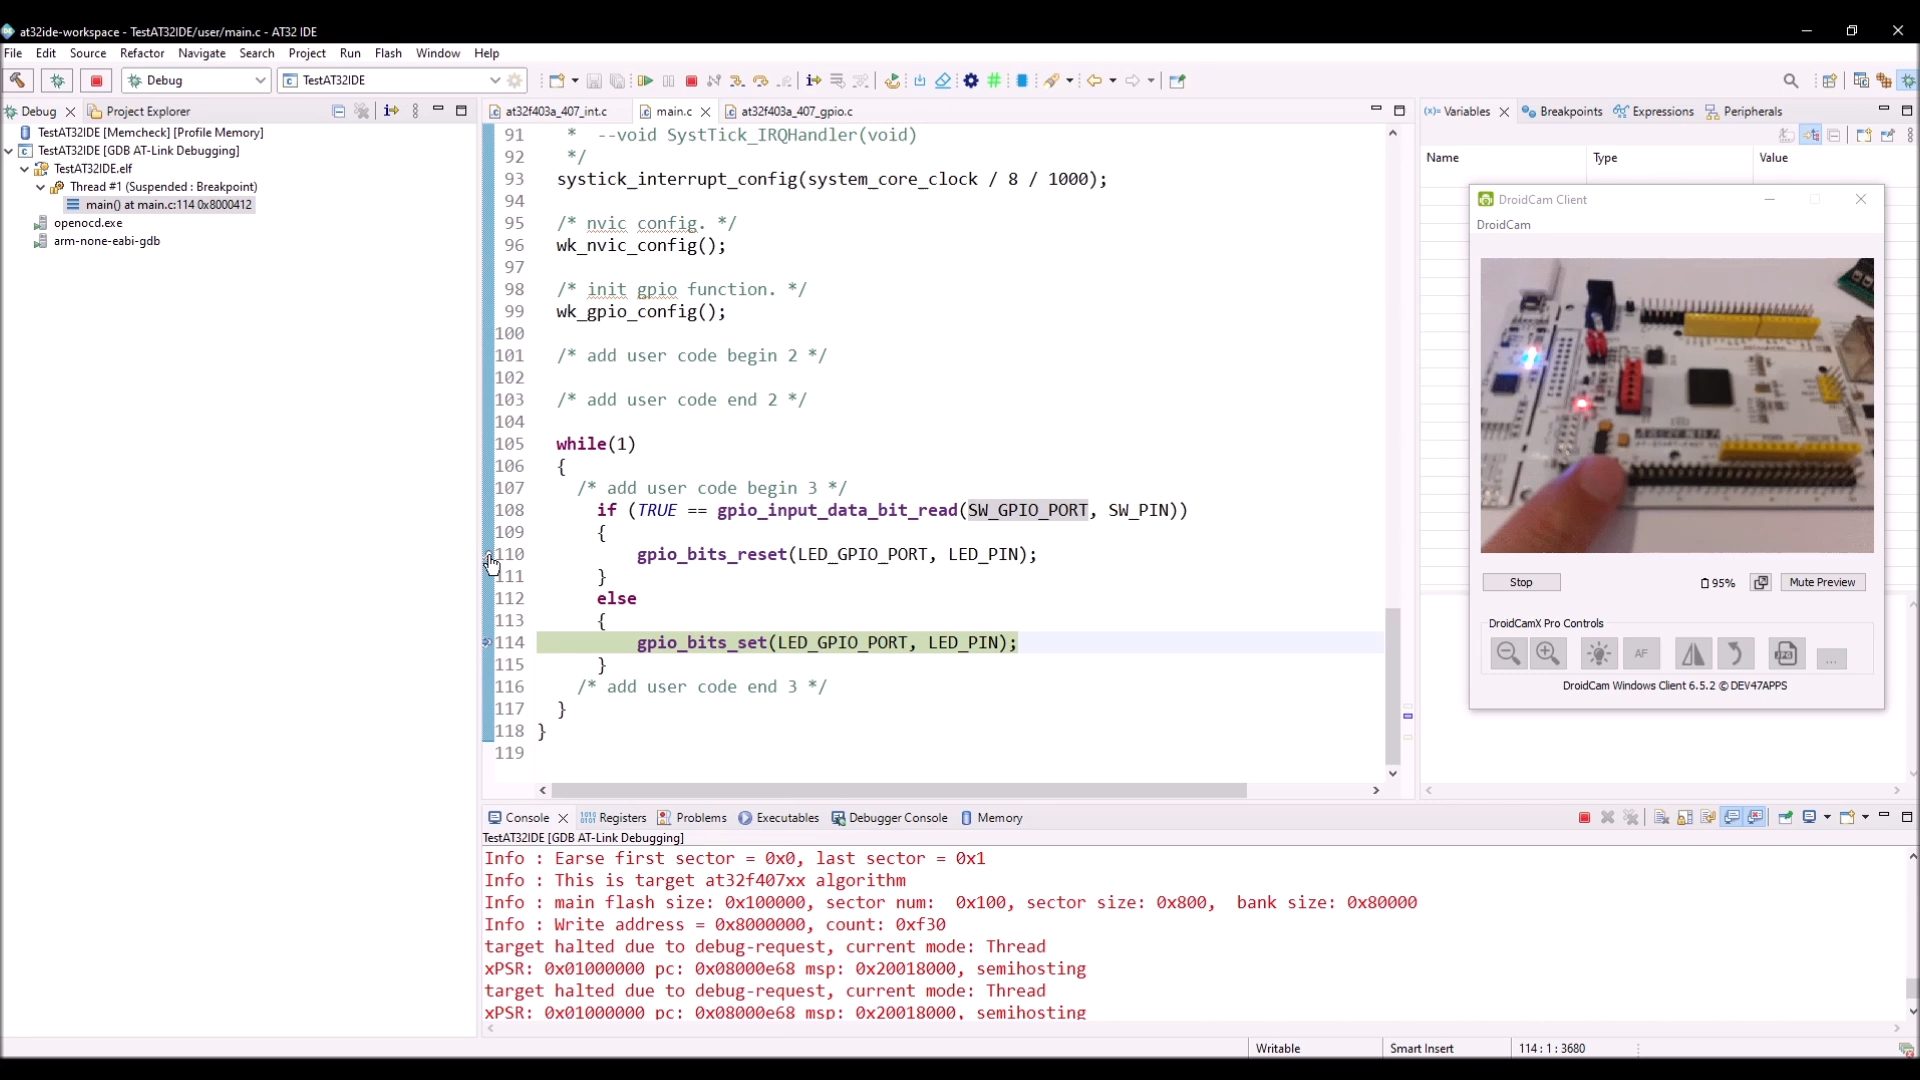 at32ide-workspace - TestAT32IDE/user/main.c - AT32 IDE
File Edit Source Refactor Navigate Search Project Run Flash Window Help
Debug TestAT32IDE
Debug Project Explorer
TestAT32IDE [Memcheck] [Profile Memory]
TestAT32IDE [GDB AT-Link Debugging]
TestAT32IDE.elf
Thread #1 (Suspended : Breakpoint)
main() at main.c:114 0x8000412
openocd.exe
arm-none-eabi-gdb
at32f403a_407_int.c main.c at32f403a_407_gpio.c
91 * --void SystTick_IRQHandler(void)
92 */
93 systick_interrupt_config(system_core_clock / 8 / 1000);
94
95 /* nvic config. */
96 wk_nvic_config();
97
98 /* init gpio function. */
99 wk_gpio_config();
100
101 /* add user code begin 2 */
102
103 /* add user code end 2 */
104
105 while(1)
106 {
107 /* add user code begin 3 */
108 if (TRUE == gpio_input_data_bit_read(SW_GPIO_PORT, SW_PIN))
109 {
110 gpio_bits_reset(LED_GPIO_PORT, LED_PIN);
111 }
112 else
113 {
114 gpio_bits_set(LED_GPIO_PORT, LED_PIN);
115 }
116 /* add user code end 3 */
117 }
118 }
119
(x)= Variables Breakpoints Expressions Peripherals
Name Type Value
DroidCam Client
DroidCam
Stop 95% Mute Preview
DroidCamX Pro Controls
AF JPG ...
DroidCam Windows Client 6.5.2 © DEV47APPS
Console Registers Problems Executables Debugger Console Memory
TestAT32IDE [GDB AT-Link Debugging]
Info : Earse first sector = 0x0, last sector = 0x1
Info : This is target at32f407xx algorithm
Info : main flash size: 0x100000, sector num: 0x100, sector size: 0x800, bank size: 0x80000
Info : Write address = 0x8000000, count: 0xf30
target halted due to debug-request, current mode: Thread
xPSR: 0x01000000 pc: 0x08000e68 msp: 0x20018000, semihosting
target halted due to debug-request, current mode: Thread
xPSR: 0x01000000 pc: 0x08000e68 msp: 0x20018000, semihosting
Writable Smart Insert 114 : 1 : 3680